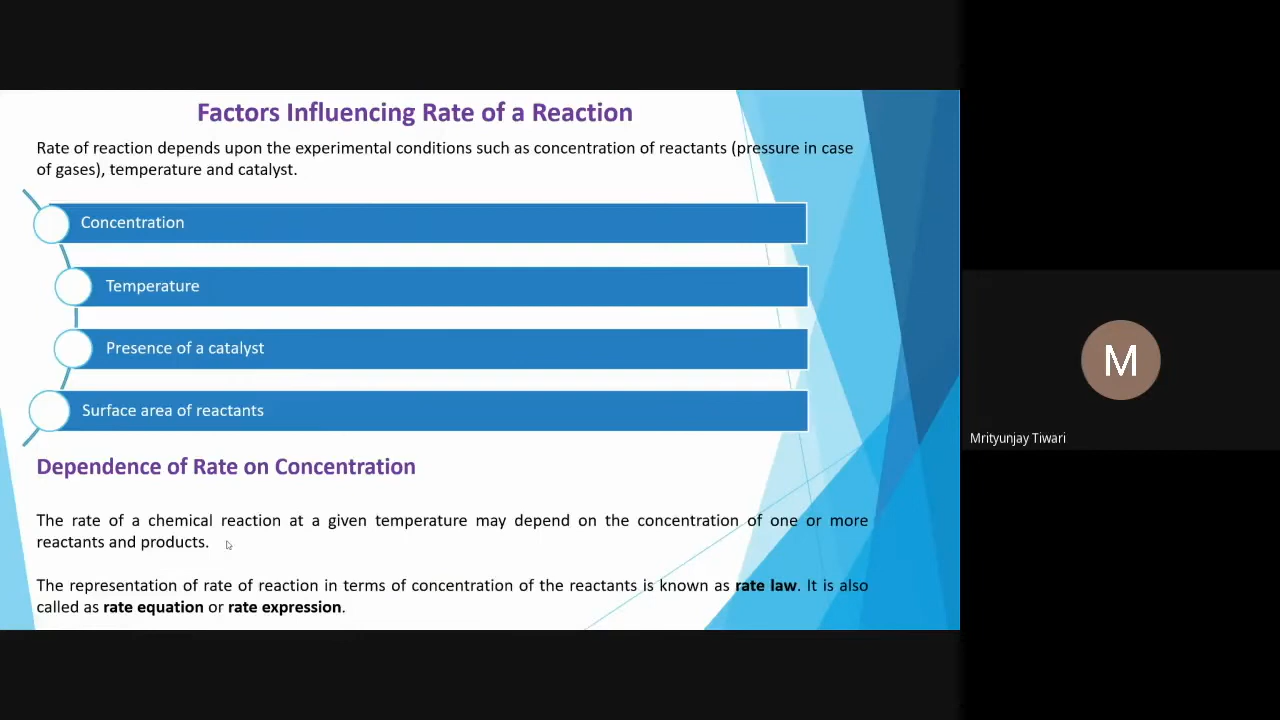 Factors Influencing Rate of a Reaction
Rate of reaction depends upon the experimental conditions such as concentration of reactants (pressure in case
of gases), temperature and catalyst.
Concentration
Temperature
Presence of a catalyst
Surface area of reactants
Dependence of Rate on Concentration
The rate of a chemical reaction at a given temperature may depend on the concentration of one or more
reactants and products.
The representation of rate of reaction in terms of concentration of the reactants is known as rate law. It is also
called as rate equation or rate expression.
M
Mrityunjay Tiwari